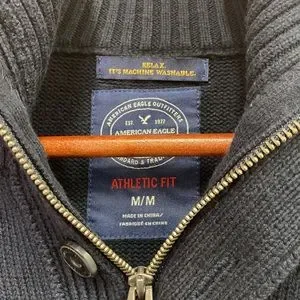 RELAX.
IT'S MACHINE WASHABLE.
AMERICAN EAGLE OUTFITTERS
EST. 1977
AMERICAN EAGLE
ATHLETIC FIT
M/M
MADE IN CHINA/
FABRIQUÉ EN CHINE